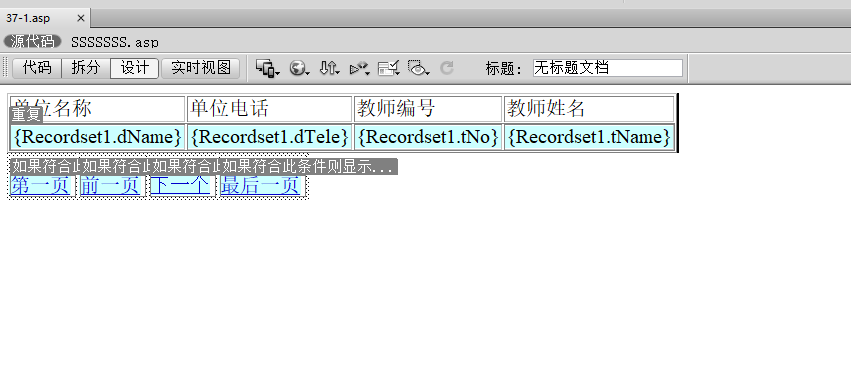 37-1.asp ×
源代码 SSSSSSS.asp
代码 拆分 设计 实时视图 标题: 无标题文档
单位名称 单位电话 教师编号 教师姓名
重复
{Recordset1.dName} {Recordset1.dTele} {Recordset1.tNo} {Recordset1.tName}
如果符合此如果符合此如果符合此如果符合此条件则显示...
第一页 前一页 下一个 最后一页